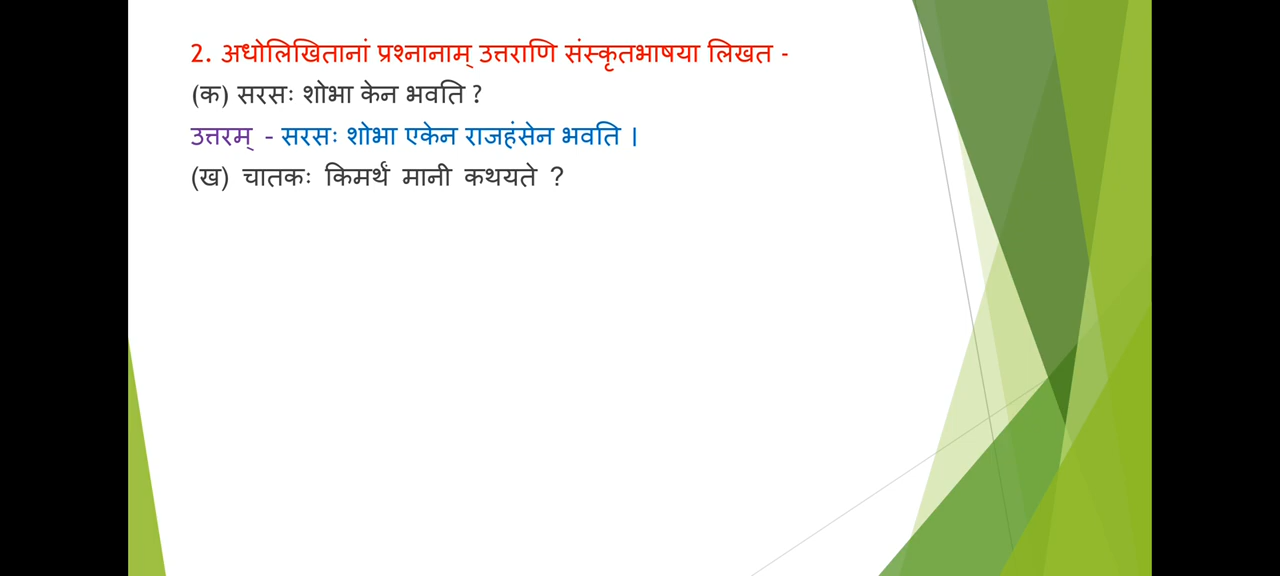 2. अधोलिखितानां प्रश्नानाम् उत्तराणि संस्कृतभाषया लिखत -
(क) सरसः शोभा केन भवति ?
उत्तरम् - सरसः शोभा एकेन राजहंसेन भवति ।
(ख) चातकः किमर्थं मानी कथयते ?